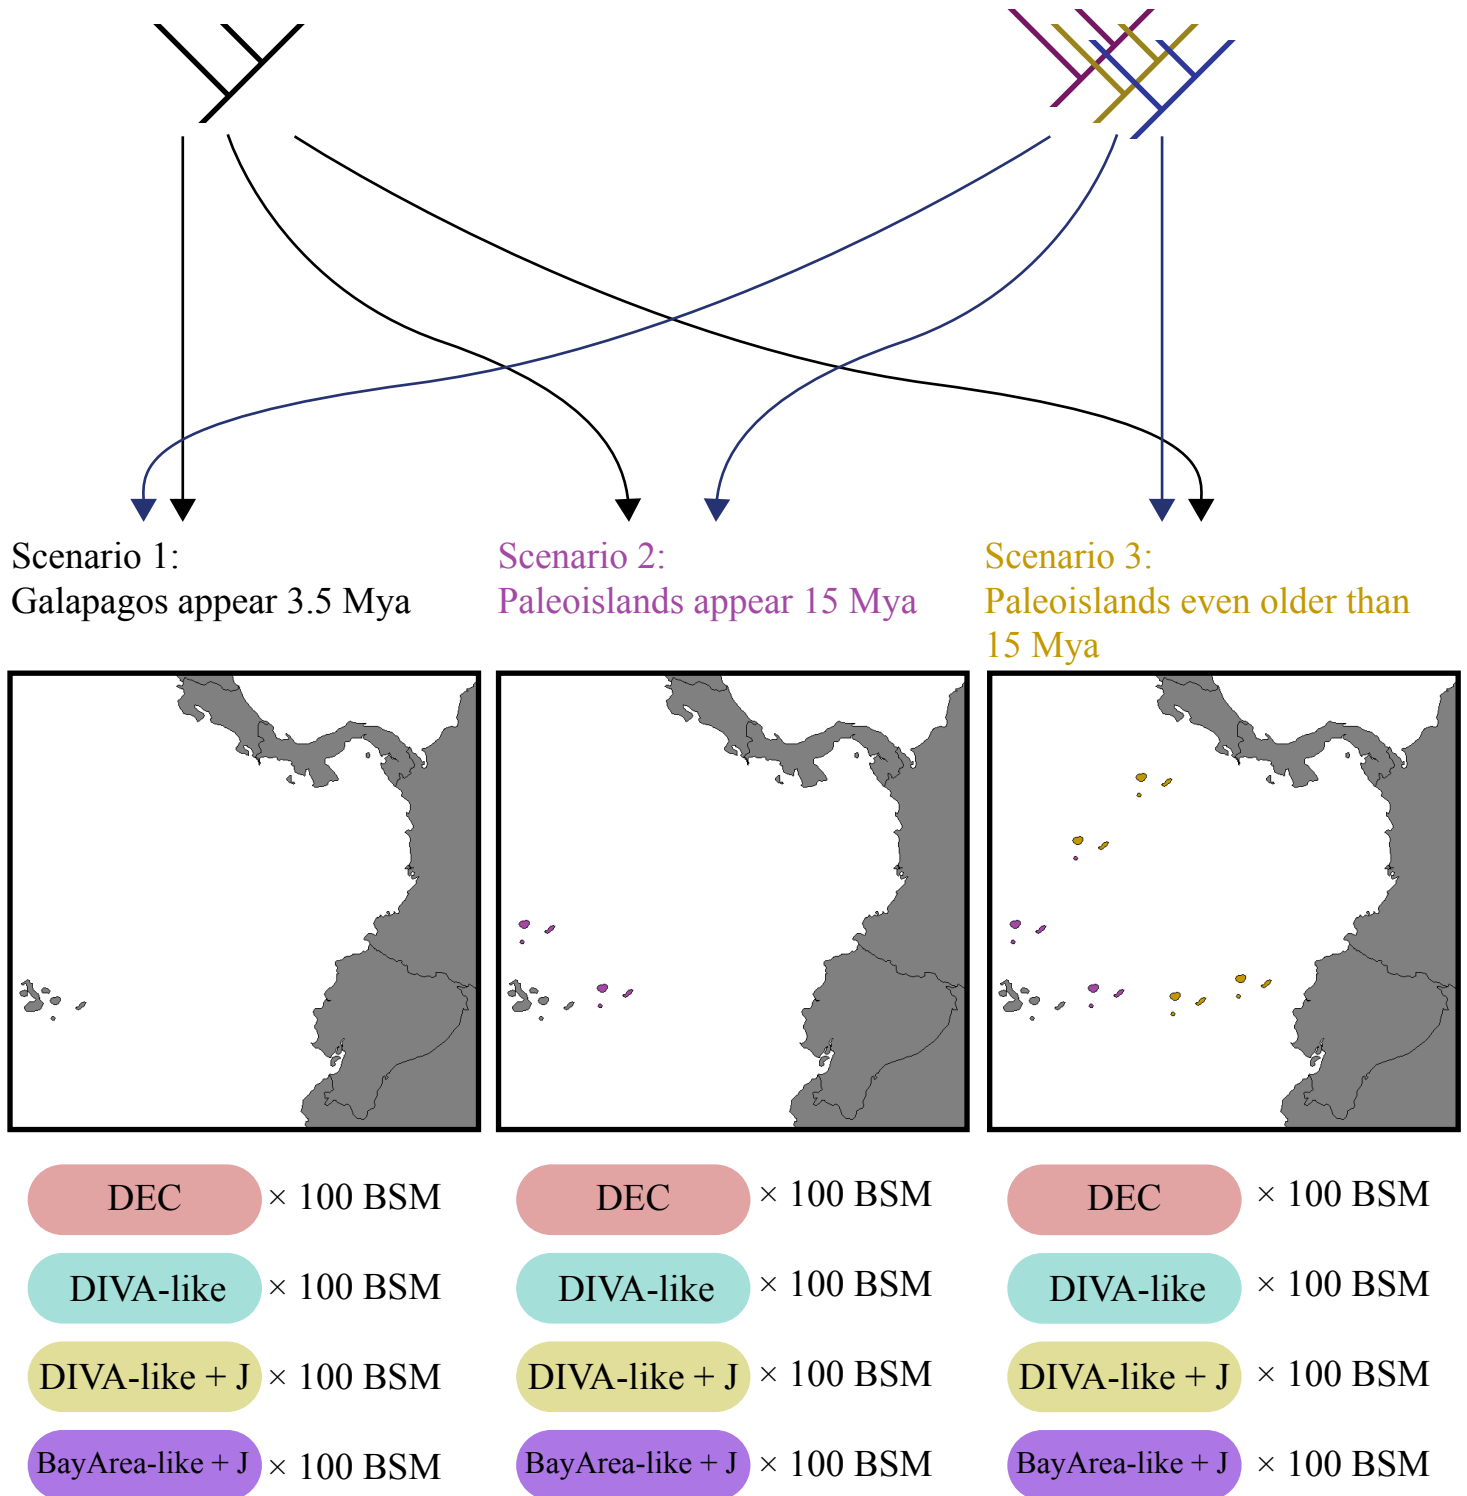 Scenario 1:
Galapagos appear 3.5 Mya
Scenario 2:
Paleoislands appear 15 Mya
Scenario 3:
Paleoislands even older than
15 Mya
DEC × 100 BSM
DIVA-like × 100 BSM
DIVA-like + J × 100 BSM
BayArea-like + J × 100 BSM
DEC × 100 BSM
DIVA-like × 100 BSM
DIVA-like + J × 100 BSM
BayArea-like + J × 100 BSM
DEC × 100 BSM
DIVA-like × 100 BSM
DIVA-like + J × 100 BSM
BayArea-like + J × 100 BSM